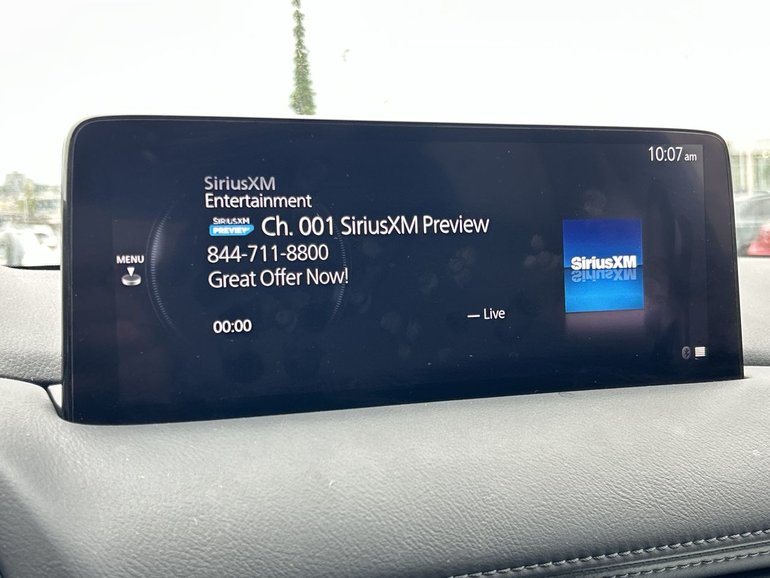 10:07 am
SiriusXM
Entertainment
SIRIUSXM
PREVIEW
Ch. 001 SiriusXM Preview
844-711-8800
Great Offer Now!
MENU
SiriusXM
00:00
— Live